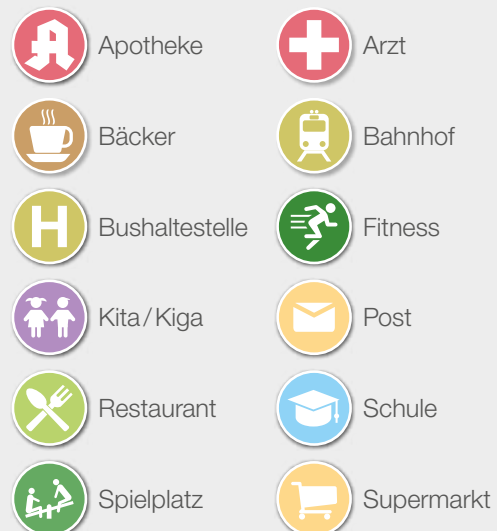 Apotheke
Arzt
Bäcker
Bahnhof
H
Bushaltestelle
Fitness
Kita/Kiga
Post
Restaurant
Schule
Spielplatz
Supermarkt